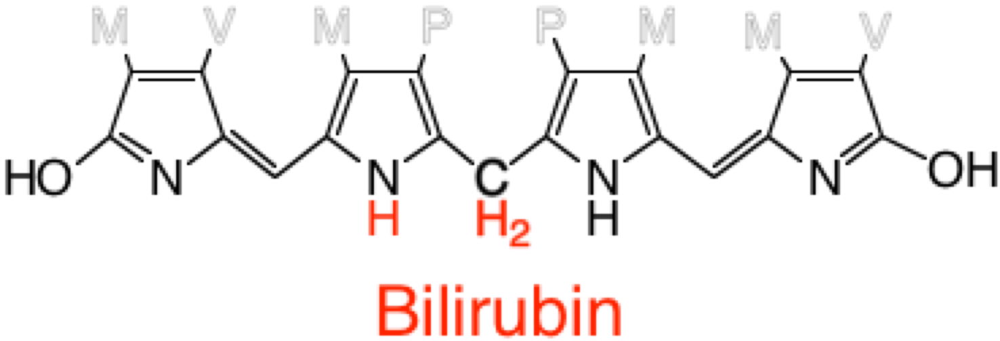 M V M P P M M V
HO N N C N N OH
H H2 H
Bilirubin